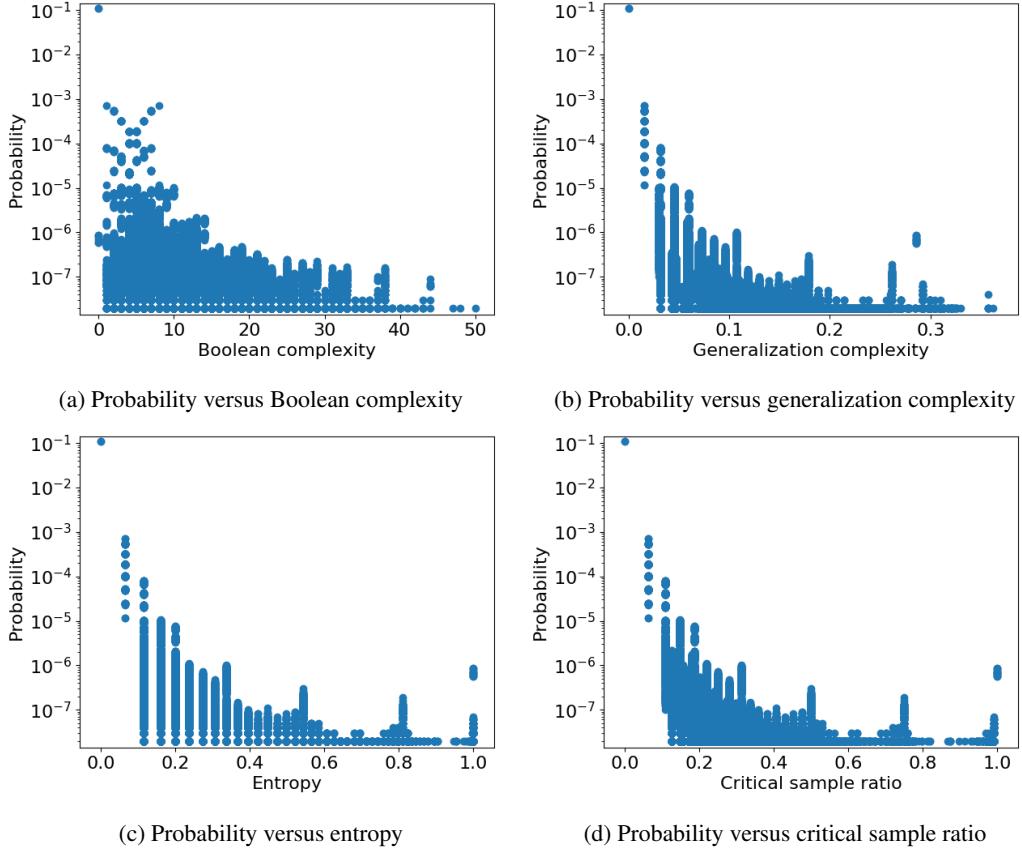 10⁻¹
10⁻²
10⁻³
10⁻⁴
10⁻⁵
10⁻⁶
10⁻⁷
Probability
0 10 20 30 40 50
Boolean complexity
(a) Probability versus Boolean complexity
10⁻¹
10⁻²
10⁻³
10⁻⁴
10⁻⁵
10⁻⁶
10⁻⁷
Probability
0.0 0.1 0.2 0.3
Generalization complexity
(b) Probability versus generalization complexity
10⁻¹
10⁻²
10⁻³
10⁻⁴
10⁻⁵
10⁻⁶
10⁻⁷
Probability
0.0 0.2 0.4 0.6 0.8 1.0
Entropy
(c) Probability versus entropy
10⁻¹
10⁻²
10⁻³
10⁻⁴
10⁻⁵
10⁻⁶
10⁻⁷
Probability
0.0 0.2 0.4 0.6 0.8 1.0
Critical sample ratio
(d) Probability versus critical sample ratio